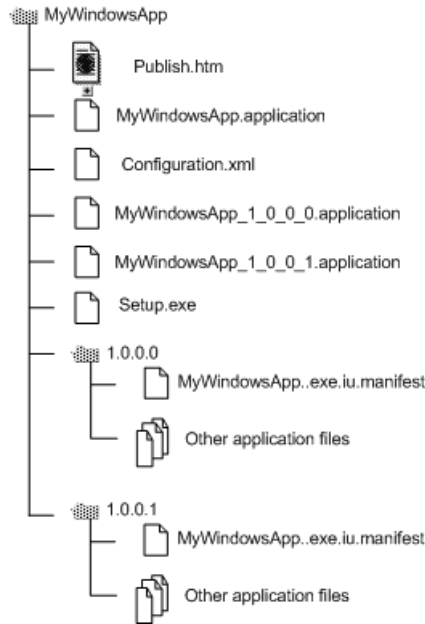 MyWindowsApp
Publish.htm
MyWindowsApp.application
Configuration.xml
MyWindowsApp_1_0_0_0.application
MyWindowsApp_1_0_0_1.application
Setup.exe
1.0.0.0
MyWindowsApp..exe.iu.manifest
Other application files
1.0.0.1
MyWindowsApp..exe.iu.manifest
Other application files